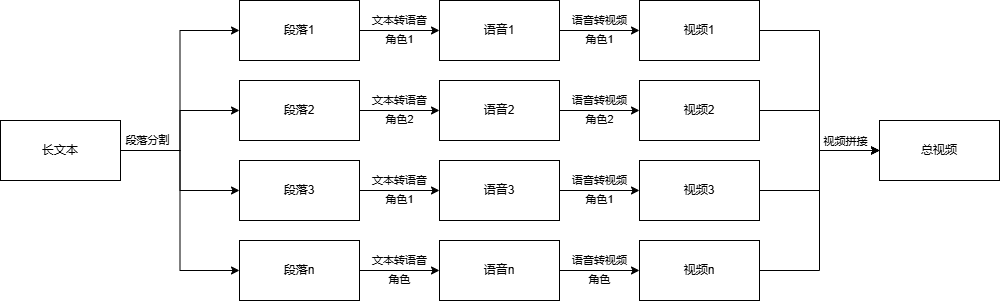 段落1
文本转语音
角色1
语音1
语音转视频
角色1
视频1
段落2
文本转语音
角色2
语音2
语音转视频
角色2
视频2
长文本
段落分割
视频拼接
总视频
段落3
文本转语音
角色1
语音3
语音转视频
角色1
视频3
段落n
文本转语音
角色
语音n
语音转视频
角色
视频n